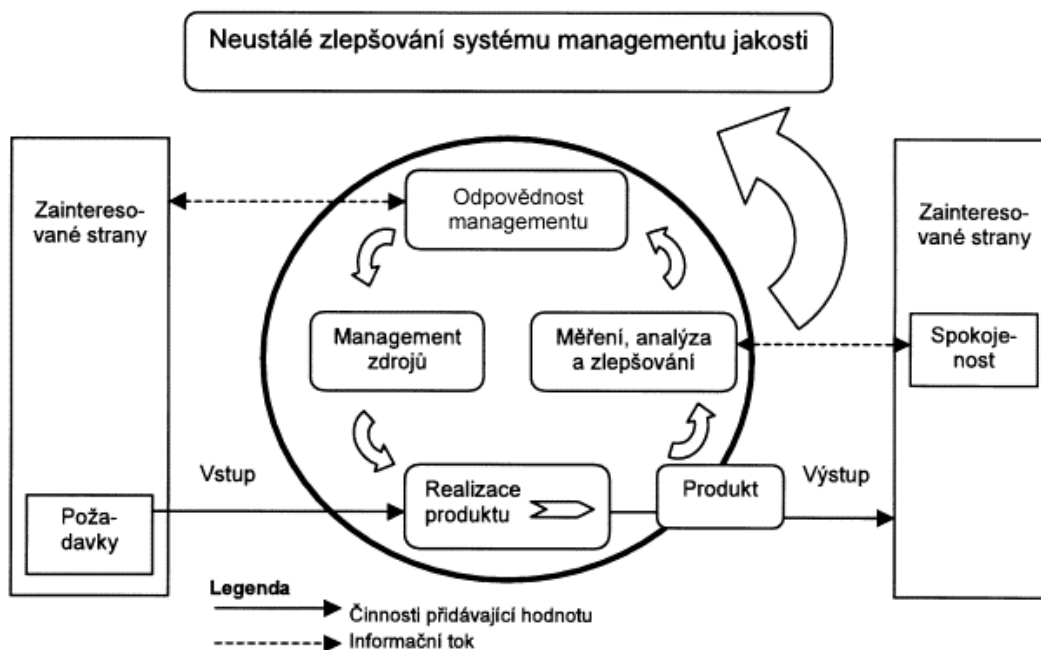 Neustálé zlepšování systému managementu jakosti
Zaintereso-
vané strany
Odpovědnost
managementu
Zaintereso-
vané strany
Management
zdrojů
Měření, analýza
a zlepšování
Spokoje-
nost
Vstup
Realizace
produktu
Produkt
Výstup
Poža-
davky
Legenda
Činnosti přidávající hodnotu
Informační tok